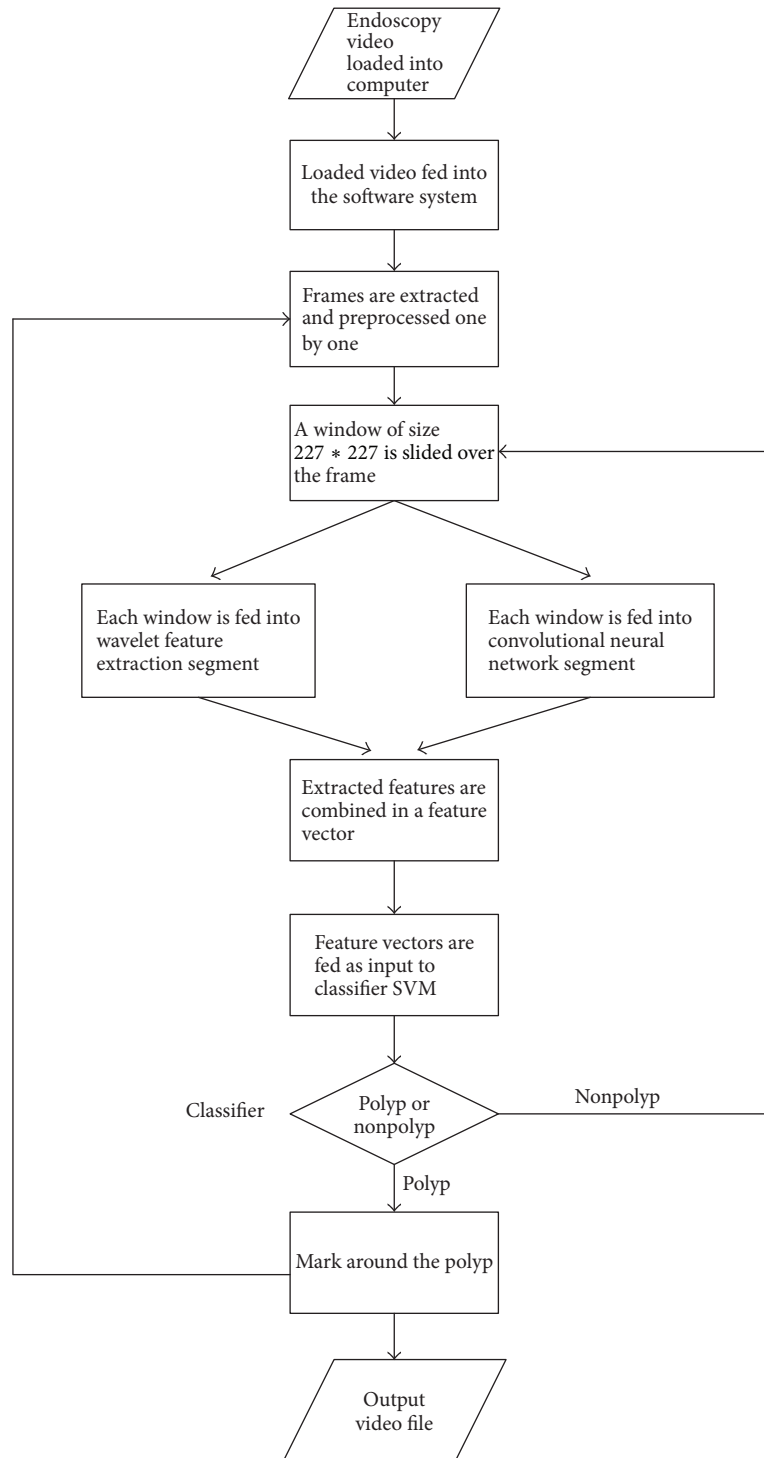 Endoscopy
video
loaded into
computer
Loaded video fed into
the software system
Frames are extracted
and preprocessed one
by one
A window of size
227 * 227 is slided over
the frame
Each window is fed into
wavelet feature
extraction segment
Each window is fed into
convolutional neural
network segment
Extracted features are
combined in a feature
vector
Feature vectors are
fed as input to
classifier SVM
Classifier
Polyp or
nonpolyp
Nonpolyp
Polyp
Mark around the polyp
Output
video file